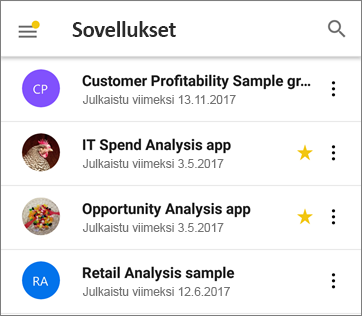 Sovellukset
CP
Customer Profitability Sample gr...
Julkaistu viimeksi 13.11.2017
IT Spend Analysis app
Julkaistu viimeksi 3.5.2017
Opportunity Analysis app
Julkaistu viimeksi 3.5.2017
RA
Retail Analysis sample
Julkaistu viimeksi 12.6.2017